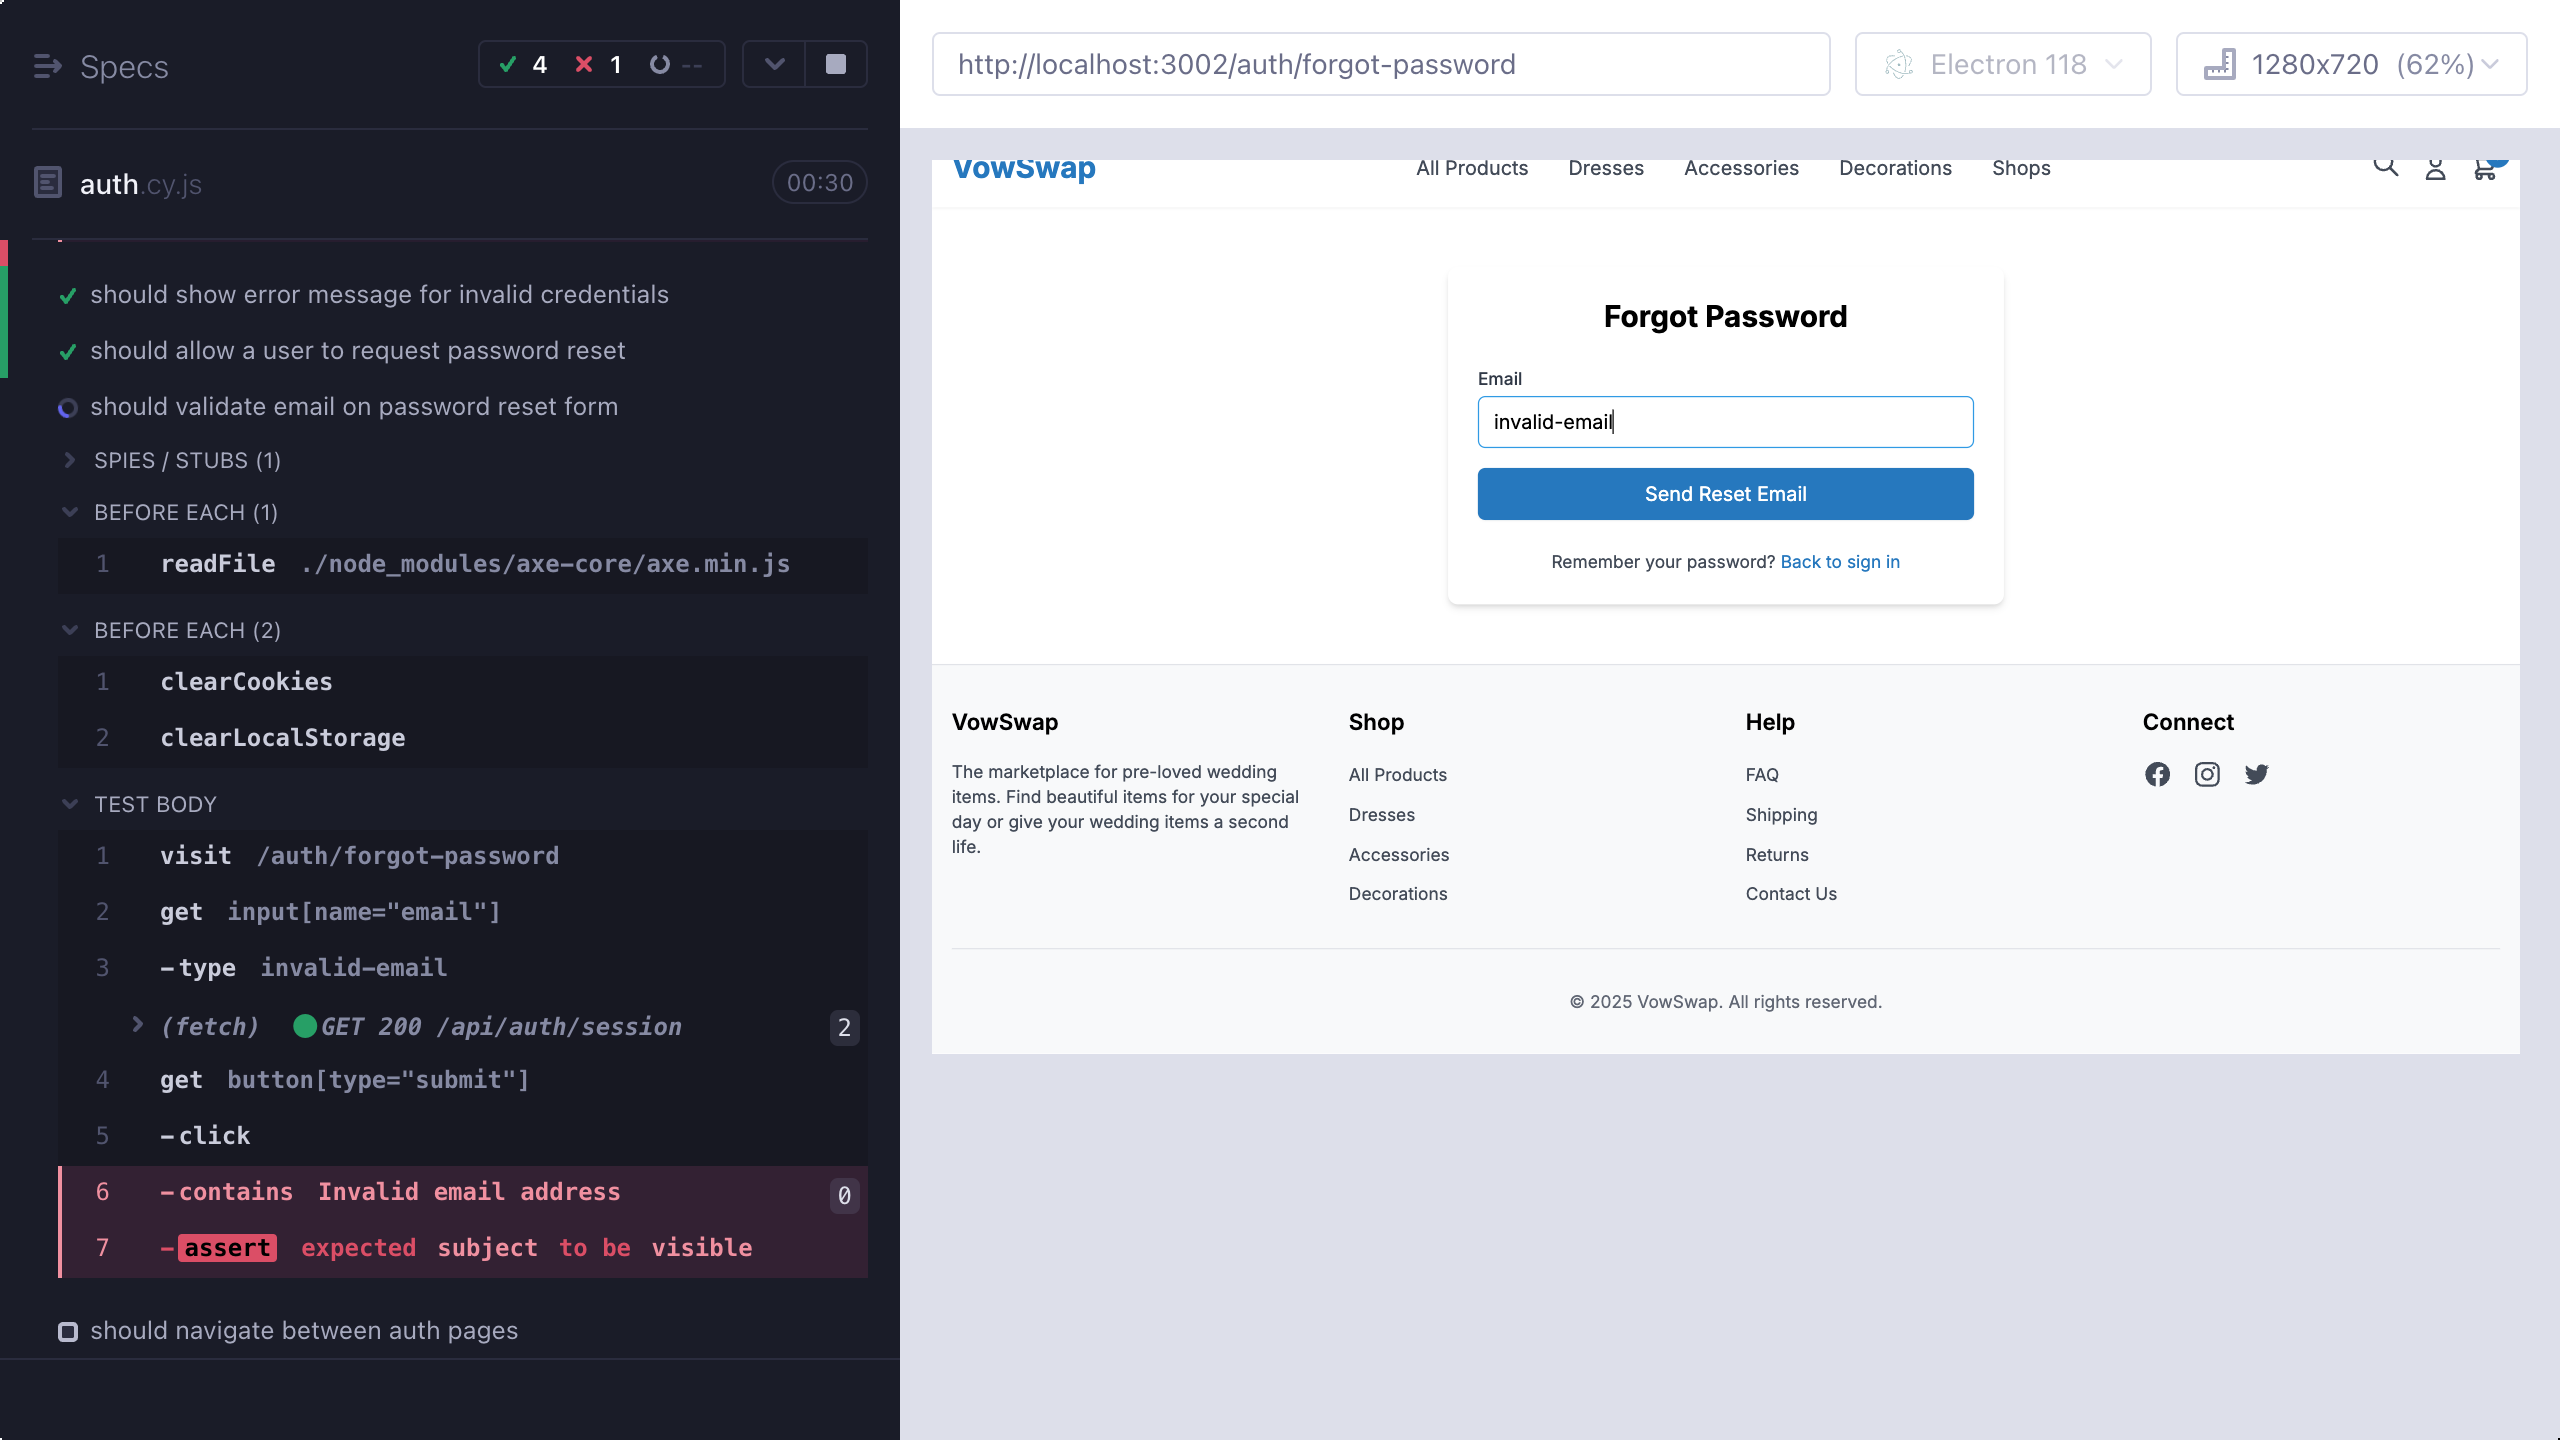 Specs
4
1
--
auth.cy.js
00:30
should show error message for invalid credentials
should allow a user to request password reset
should validate email on password reset form
SPIES / STUBS (1)
BEFORE EACH (1)
1 readFile ./node_modules/axe-core/axe.min.js
BEFORE EACH (2)
1 clearCookies
2 clearLocalStorage
TEST BODY
1 visit /auth/forgot-password
2 get input[name="email"]
3 -type invalid-email
(fetch) GET 200 /api/auth/session 2
4 get button[type="submit"]
5 -click
6 -contains Invalid email address 0
7 -assert expected subject to be visible
should navigate between auth pages
http://localhost:3002/auth/forgot-password
Electron 118
1280x720 (62%)
VowSwap
All Products
Dresses
Accessories
Decorations
Shops
Forgot Password
Email
invalid-email
Send Reset Email
Remember your password? Back to sign in
VowSwap
The marketplace for pre-loved wedding
items. Find beautiful items for your special
day or give your wedding items a second
life.
Shop
All Products
Dresses
Accessories
Decorations
Help
FAQ
Shipping
Returns
Contact Us
Connect
© 2025 VowSwap. All rights reserved.